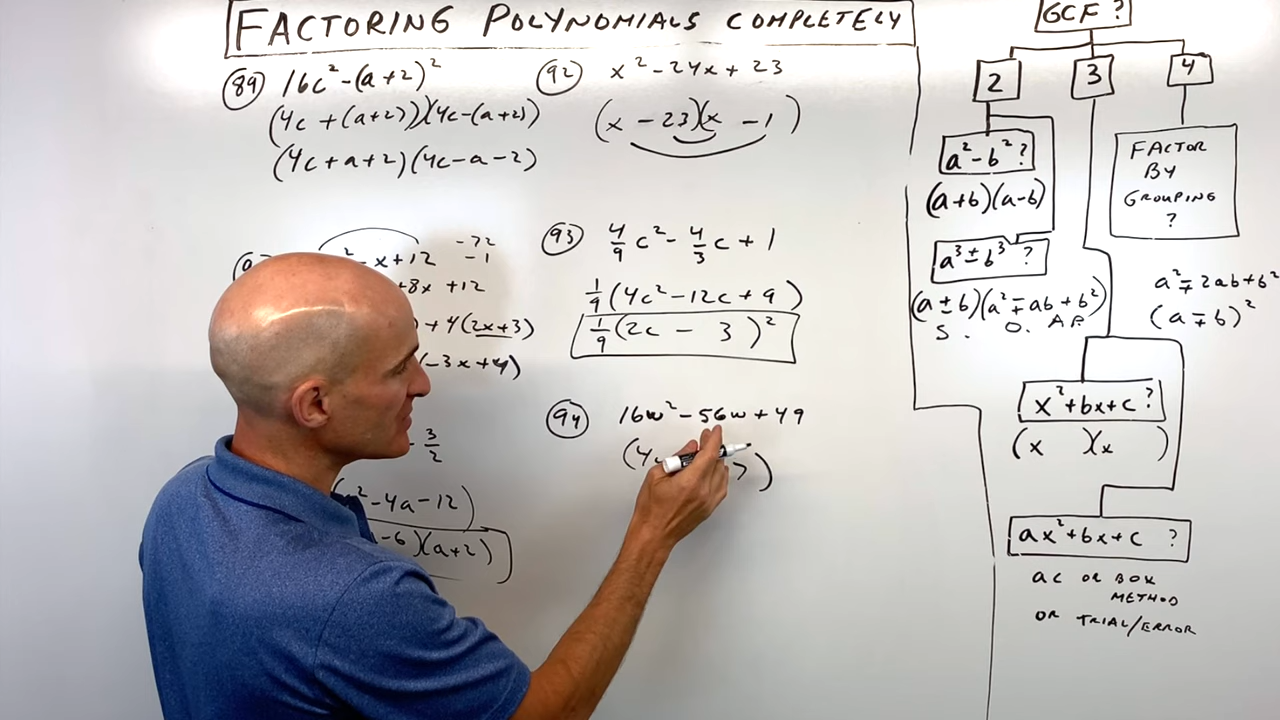 FACTORING POLYNOMIALS COMPLETELY
(89) 16c² - (a+2)²
(4c + (a+2))(4c - (a+2))
(4c + a + 2)(4c - a - 2)
- x + 12
-72
-1
+8x +12
+ 4(2x+3)
(-3x+4)
3/2
² - 4a - 12)
-6)(a+2)
(92) x² - 24x + 23
(x - 23)(x - 1)
(93) 4/9 c² - 4/3 c + 1
1/9 (4c² - 12c + 9)
1/9 (2c - 3)²
(94) 16w² - 56w + 49
(4 7)
GCF ?
2
3
4
a² - b² ?
(a+b)(a-b)
a³ ± b³ ?
(a ± b)(a² ∓ ab + b²)
S. O. A.P.
FACTOR
BY
GROUPING
?
a² ∓ 2ab + b²
(a ∓ b)²
x² + bx + c ?
(x )(x )
ax² + bx + c ?
ac OR BOX
METHOD
OR TRIAL/ERROR